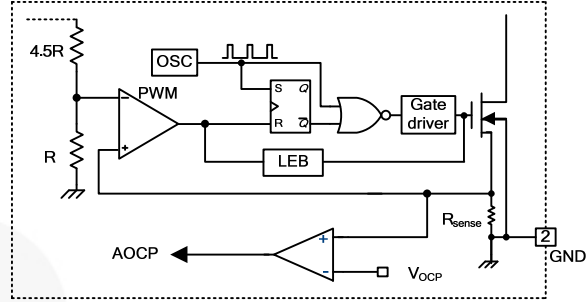 4.5R
OSC
PWM
S Q
R Q̅
Gate
driver
R
LEB
Rsense
2
GND
AOCP
VOCP
− +
+ -